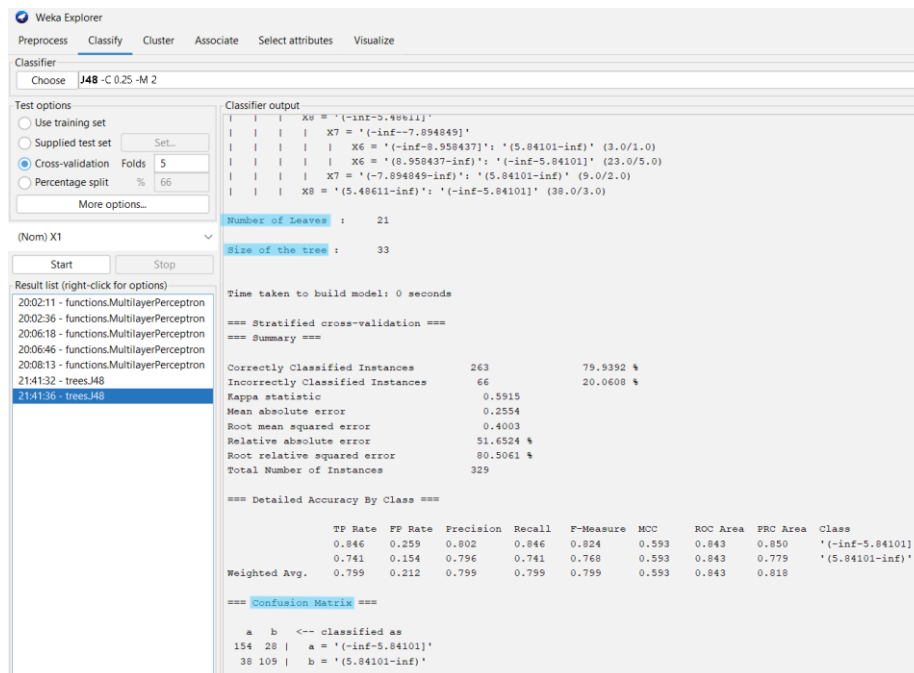 Weka Explorer
Preprocess Classify Cluster Associate Select attributes Visualize
Classifier
Choose J48 -C 0.25 -M 2
Test options
Use training set
Supplied test set Set...
Cross-validation Folds 5
Percentage split % 66
More options...
(Nom) X1
Start Stop
Result list (right-click for options)
20:02:11 - functions.MultilayerPerceptron
20:02:36 - functions.MultilayerPerceptron
20:06:18 - functions.MultilayerPerceptron
20:06:46 - functions.MultilayerPerceptron
20:08:13 - functions.MultilayerPerceptron
21:41:32 - trees.J48
21:41:36 - trees.J48
Classifier output
| | | X8 = '(-inf-5.48611]'
| | | | X7 = '(-inf--7.894849]'
| | | | | X6 = '(-inf-8.958437]': '(5.84101-inf)' (3.0/1.0)
| | | | | X6 = '(8.958437-inf)': '(-inf-5.84101]' (23.0/5.0)
| | | | X7 = '(-7.894849-inf)': '(5.84101-inf)' (9.0/2.0)
| | | X8 = '(5.48611-inf)': '(-inf-5.84101]' (38.0/3.0)
Number of Leaves : 21
Size of the tree : 33
Time taken to build model: 0 seconds
=== Stratified cross-validation ===
=== Summary ===
Correctly Classified Instances 263 79.9392 %
Incorrectly Classified Instances 66 20.0608 %
Kappa statistic 0.5915
Mean absolute error 0.2554
Root mean squared error 0.4003
Relative absolute error 51.6524 %
Root relative squared error 80.5061 %
Total Number of Instances 329
=== Detailed Accuracy By Class ===
TP Rate FP Rate Precision Recall F-Measure MCC ROC Area PRC Area Class
0.846 0.259 0.802 0.846 0.824 0.593 0.843 0.850 '(-inf-5.84101]
0.741 0.154 0.796 0.741 0.768 0.593 0.843 0.779 '(5.84101-inf)'
Weighted Avg. 0.799 0.212 0.799 0.799 0.799 0.593 0.843 0.818
=== Confusion Matrix ===
a b <-- classified as
154 28 | a = '(-inf-5.84101]'
38 109 | b = '(5.84101-inf)'